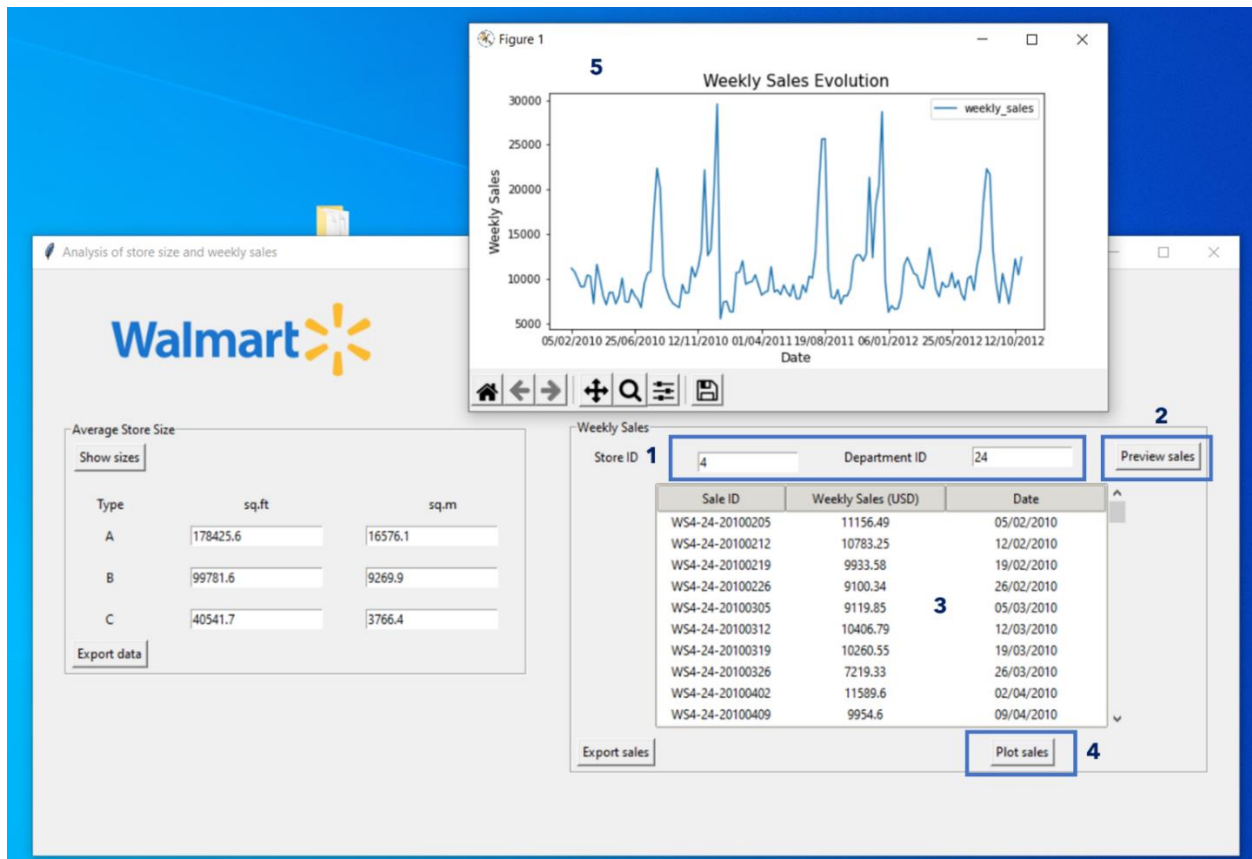 Figure 1
5
Weekly Sales Evolution
weekly_sales
30000
25000
20000
15000
10000
5000
Weekly Sales
05/02/2010 25/06/2010 12/11/2010 01/04/2011 19/08/2011 06/01/2012 25/05/2012 12/10/2012
Date
Analysis of store size and weekly sales
Walmart
Average Store Size
Show sizes
Type sq.ft sq.m
A 178425.6 16576.1
B 99781.6 9269.9
C 40541.7 3766.4
Export data
Weekly Sales
2
Store ID 1 4 Department ID 24 Preview sales
Sale ID Weekly Sales (USD) Date
WS4-24-20100205 11156.49 05/02/2010
WS4-24-20100212 10783.25 12/02/2010
WS4-24-20100219 9933.58 19/02/2010
WS4-24-20100226 9100.34 26/02/2010
WS4-24-20100305 9119.85 3 05/03/2010
WS4-24-20100312 10406.79 12/03/2010
WS4-24-20100319 10260.55 19/03/2010
WS4-24-20100326 7219.33 26/03/2010
WS4-24-20100402 11589.6 02/04/2010
WS4-24-20100409 9954.6 09/04/2010
Export sales Plot sales 4